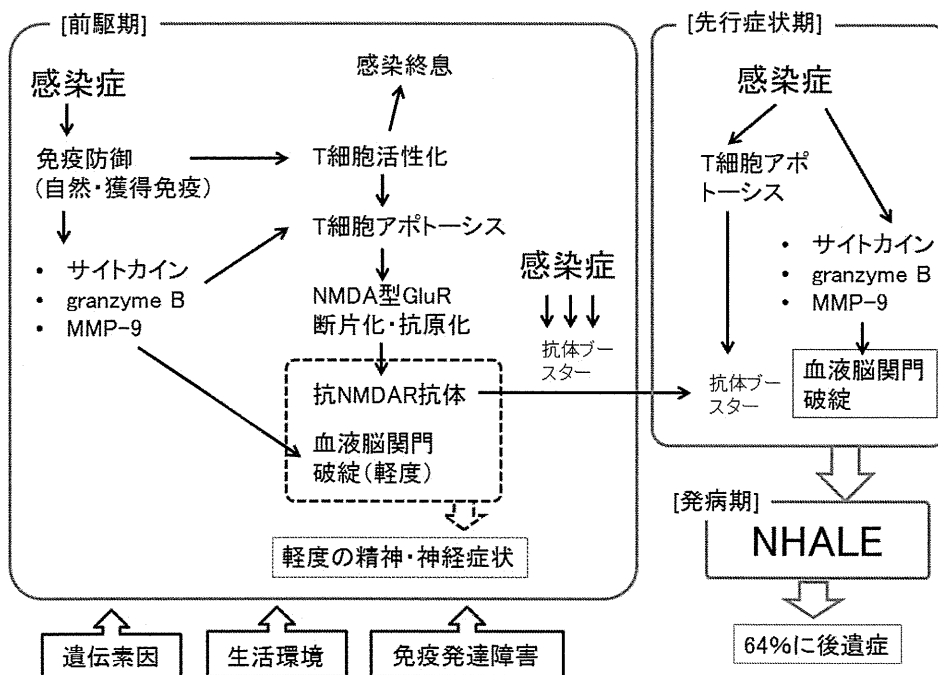 [前駆期]
感染症
免疫防御
(自然・獲得免疫)
• サイトカイン
• granzyme B
• MMP-9
感染終息
T細胞活性化
T細胞アポトーシス
NMDA型GluR
断片化・抗原化
抗NMDAR抗体
血液脳関門
破綻(軽度)
軽度の精神・神経症状
感染症
抗体ブー
スター
[先行症状期]
感染症
T細胞アポ
トーシス
• サイトカイン
• granzyme B
• MMP-9
抗体ブー
スター
血液脳関門
破綻
[発病期]
NHALE
64%に後遺症
遺伝素因
生活環境
免疫発達障害